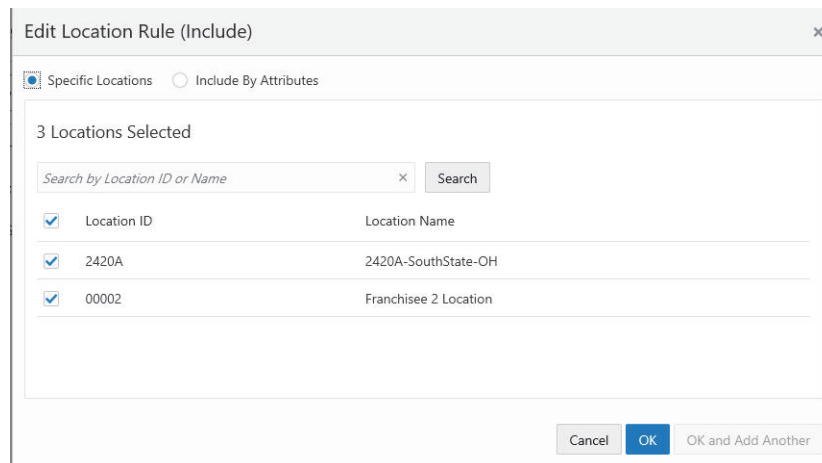 Edit Location Rule (Include)
Specific Locations Include By Attributes
3 Locations Selected
Search by Location ID or Name Search
Location ID Location Name
2420A 2420A-SouthState-OH
00002 Franchisee 2 Location
Cancel OK OK and Add Another